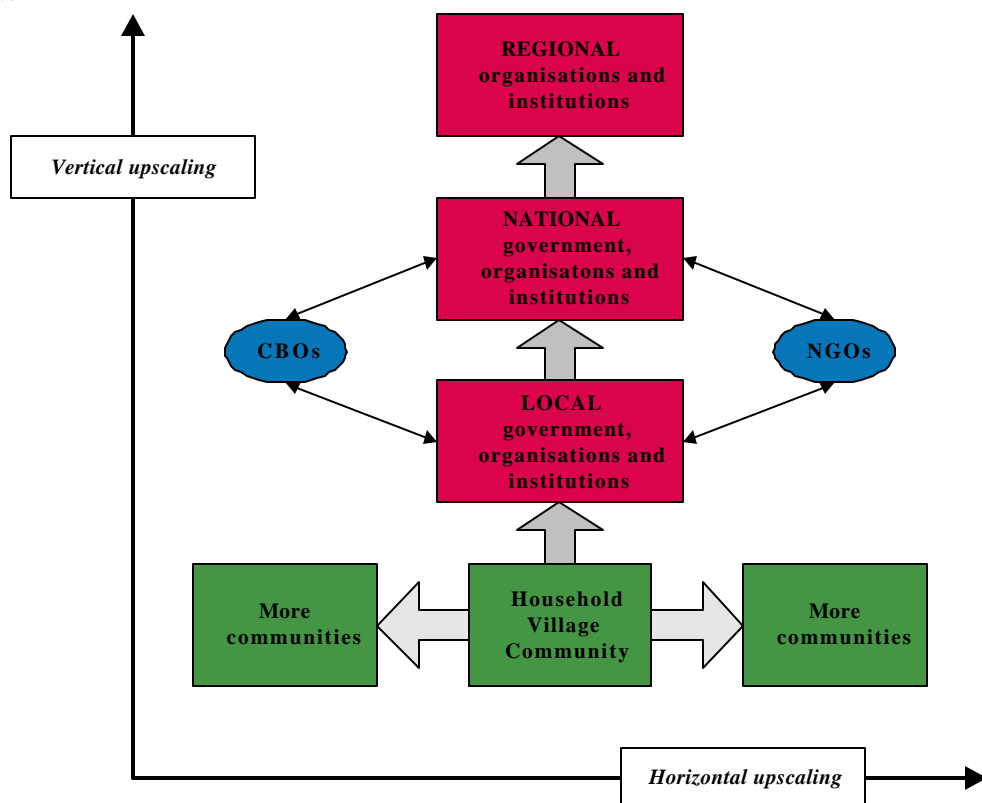 REGIONAL
organisations and
institutions
Vertical upscaling
NATIONAL
government,
organisatons and
institutions
CBOs
NGOs
LOCAL
government,
organisations and
institutions
More
communities
Household
Village
Community
More
communities
Horizontal upscaling